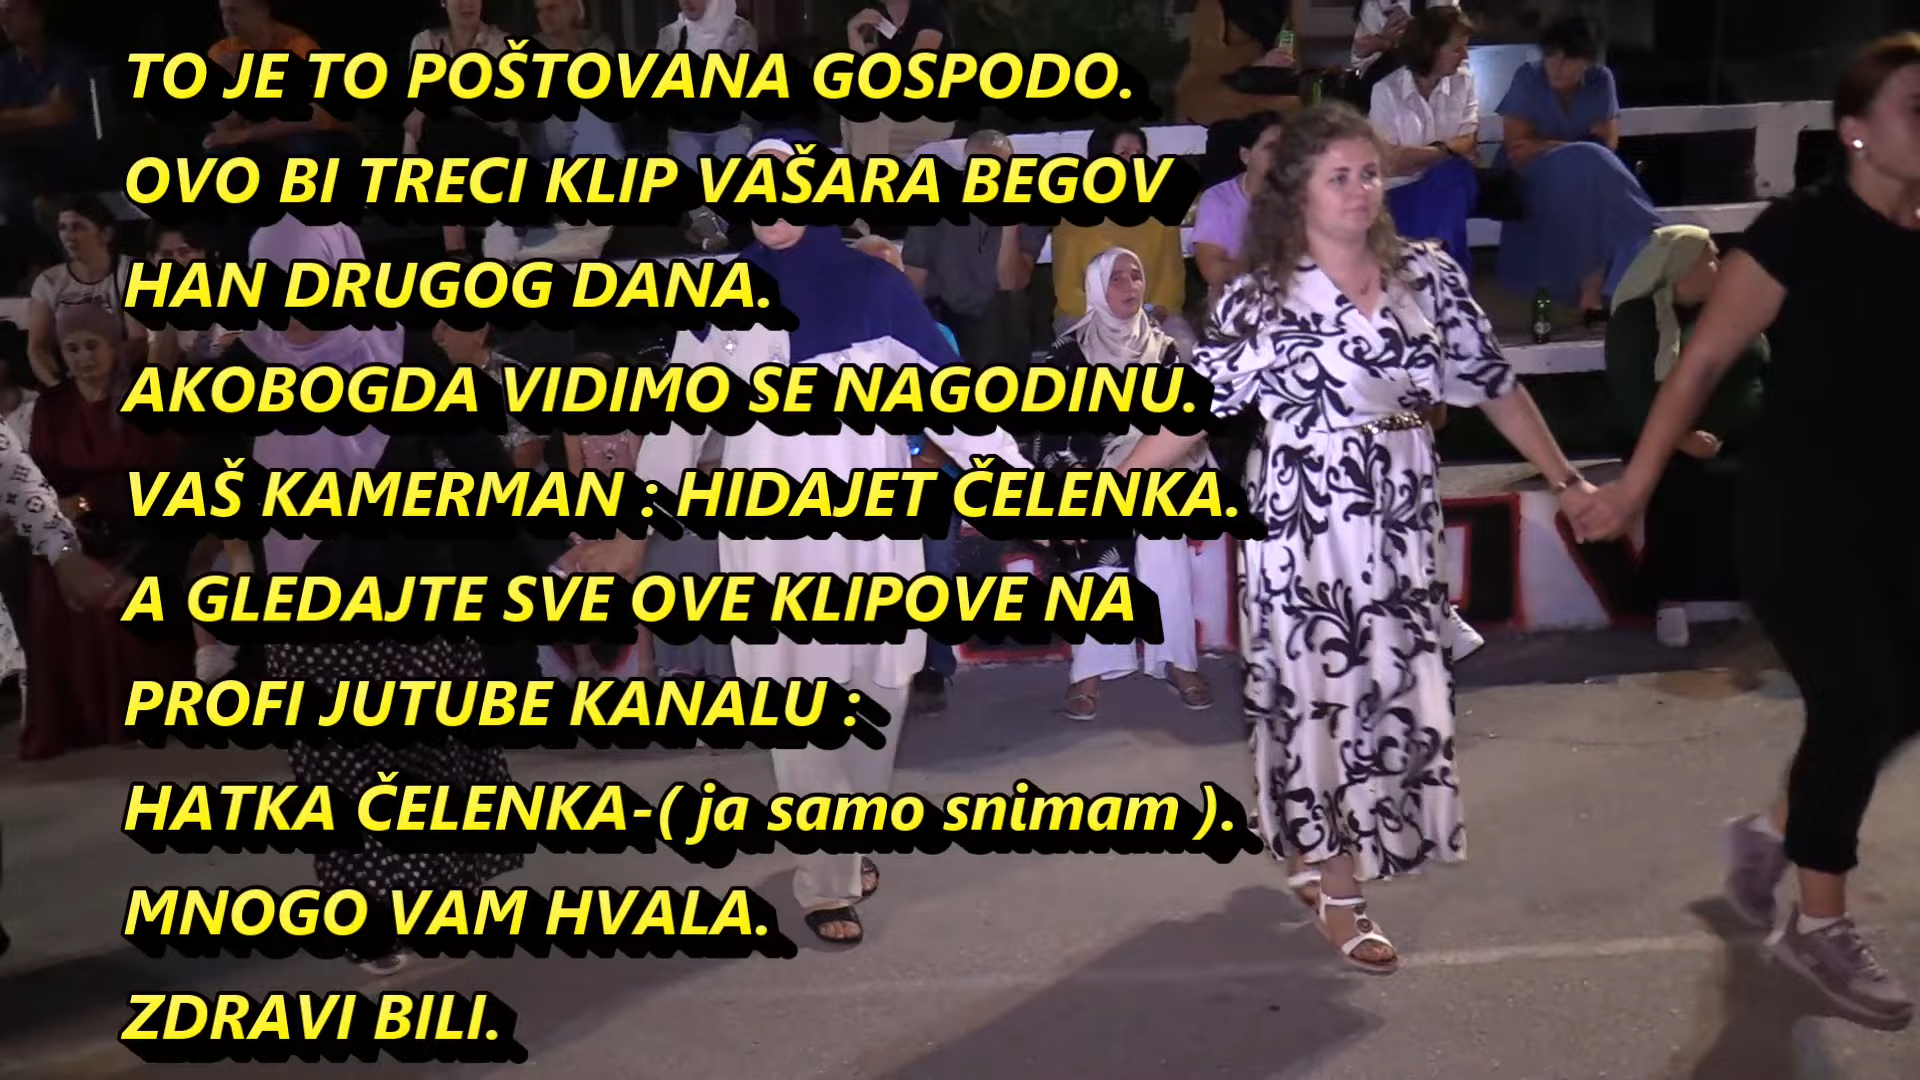 TO JE TO POŠTOVANA GOSPODO.
OVO BI TRECI KLIP VAŠARA BEGOV
HAN DRUGOG DANA.
AKOBOGDA VIDIMO SE NAGODINU.
VAŠ KAMERMAN : HIDAJET ČELENKA.
A GLEDAJTE SVE OVE KLIPOVE NA
PROFI JUTUBE KANALU :
HATKA ČELENKA-( ja samo snimam ).
MNOGO VAM HVALA.
ZDRAVI BILI.